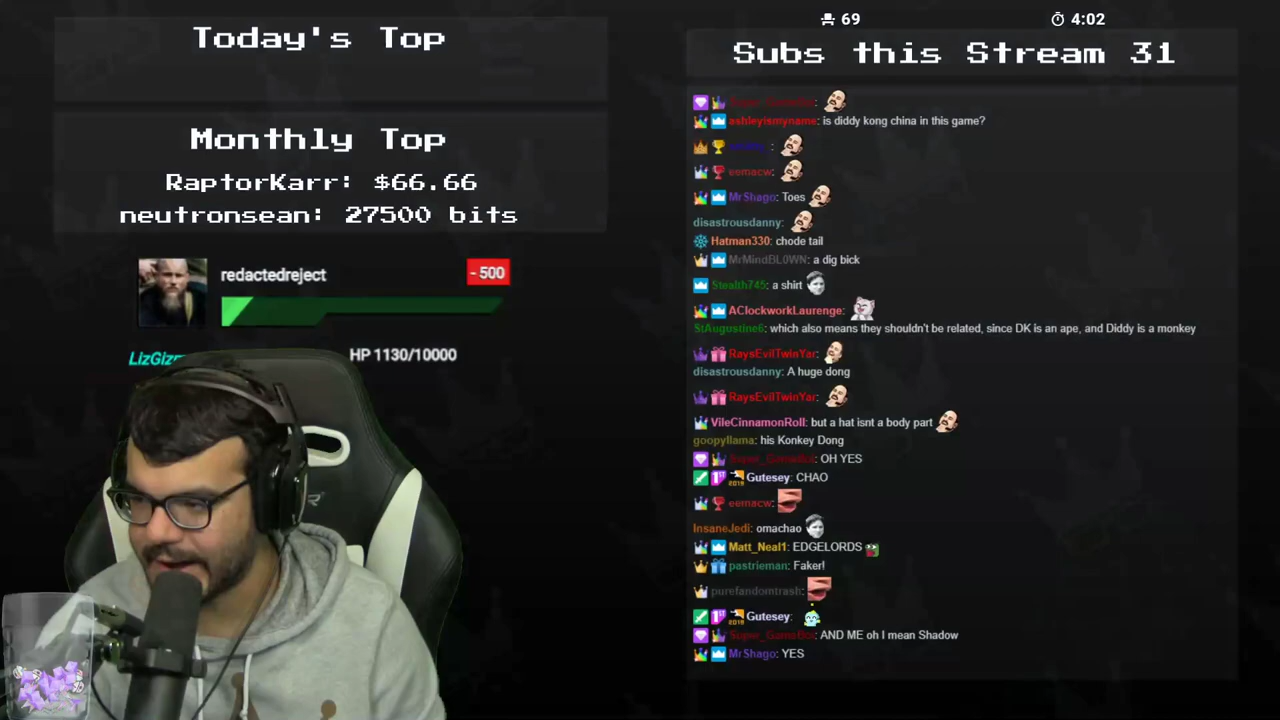 69
4:02
Today's Top
Subs this Stream 31
Monthly Top
RaptorKarr: $66.66
neutronsean: 27500 bits
redactedreject
- 500
HP 1130/10000
ashleyismyname: is diddy kong china in this game?
eemacw:
MrShago: Toes
disastrousdanny:
Hatman330: chode tail
MrMindBL0WN: a dig bick
Stealth745: a shirt
AClockworkLaurenge:
StAugustine6: which also means they shouldn't be related, since DK is an ape, and Diddy is a monkey
RaysEvilTwinYar:
disastrousdanny: A huge dong
RaysEvilTwinYar:
VileCinnamonRoll: but a hat isnt a body part
goopyllama: his Konkey Dong
OH YES
Gutesey: CHAO
eemacw:
InsaneJedi: omachao
Matt_Neal1: EDGELORDS
pastrieman: Faker!
purefandomtrash:
Gutesey:
AND ME oh I mean Shadow
MrShago: YES